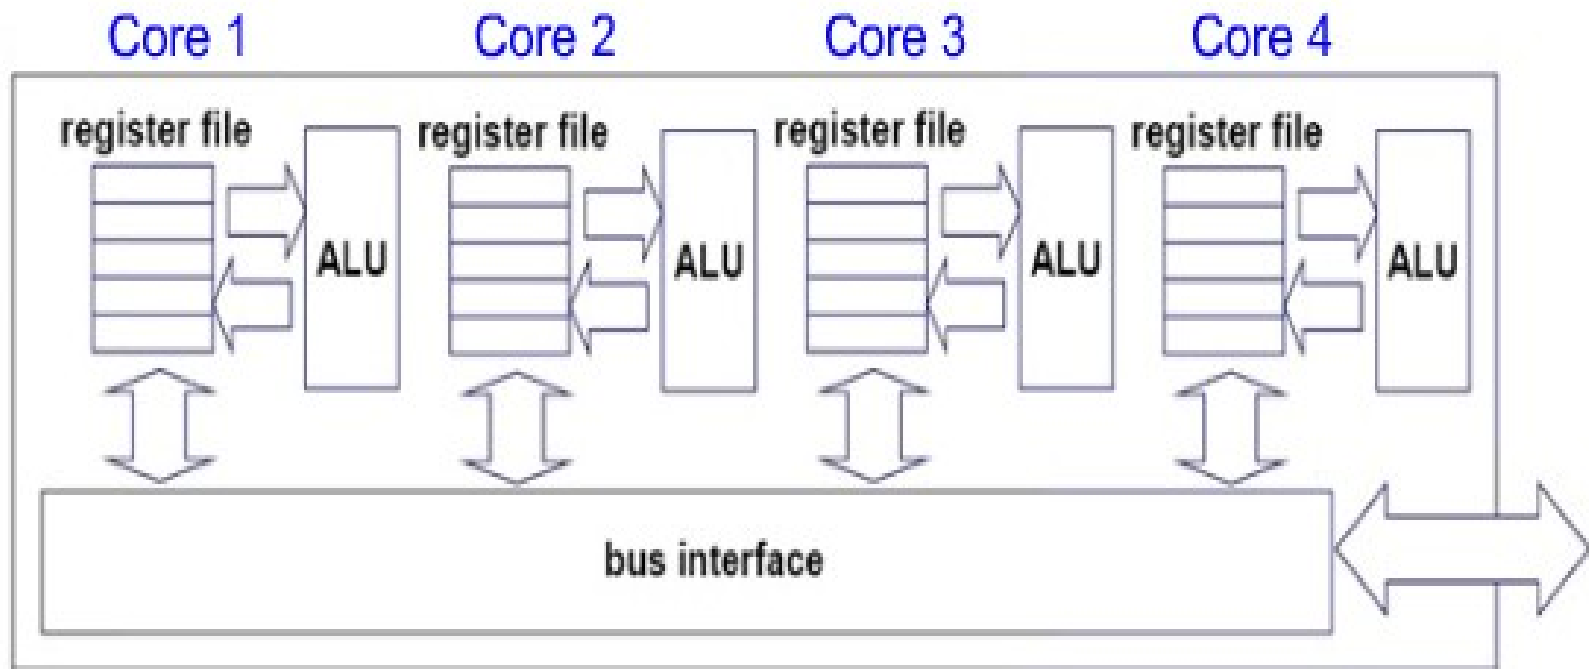 Core 1 Core 2 Core 3 Core 4
register file register file register file register file
ALU ALU ALU ALU
bus interface